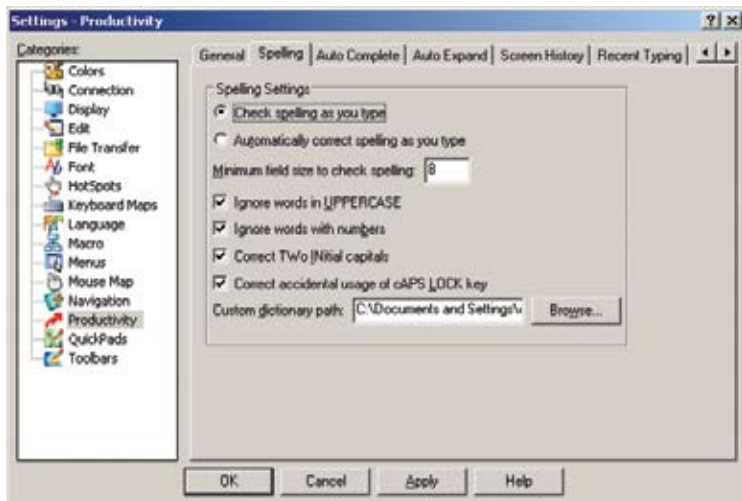 Settings - Productivity
Categories:
Colors
Connection
Display
Edit
File Transfer
Font
HotSpots
Keyboard Maps
Language
Macro
Menus
Mouse Map
Navigation
Productivity
QuickPads
Toolbars
General Spelling Auto Complete Auto Expand Screen History Recent Typing
Spelling Settings
Check spelling as you type
Automatically correct spelling as you type
Minimum field size to check spelling: 8
Ignore words in UPPERCASE
Ignore words with numbers
Correct TWo INitial capitals
Correct accidental usage of cAPS LOCK key
Custom dictionary path: C:\Documents and Settings\ Browse...
OK Cancel Apply Help